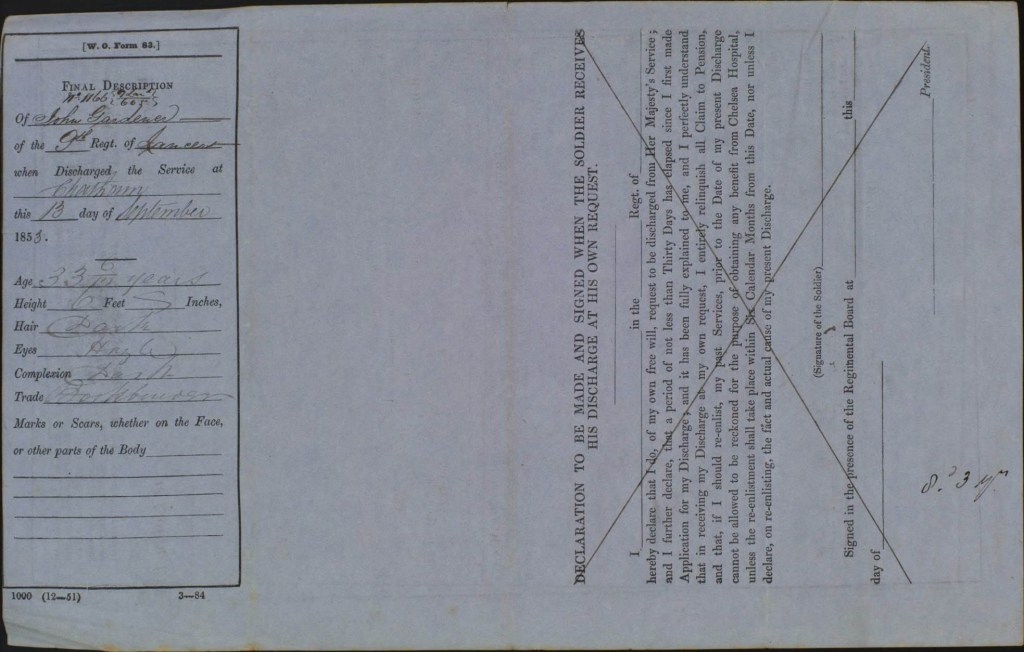 [W. O. Form 83.]
FINAL DESCRIPTION
No 1166
Of John Gardener
of the 9th Regt. of Lancers
when Discharged the Service at
Chatham
this 13 day of September
1853.
Age 33 years
Height 6 Feet Inches,
Hair Dark
Eyes Hazle
Complexion
Trade Bookbinder
Marks or Scars, whether on the Face,
or other parts of the Body
1000 (12—51) 3—84
DECLARATION TO BE MADE AND SIGNED WHEN THE SOLDIER RECEIVES
HIS DISCHARGE AT HIS OWN REQUEST.
I in the Regt. of
hereby declare that I do, of my own free will, request to be discharged from Her Majesty's Service;
and I further declare, that a period of not less than Thirty Days has elapsed since I first made
Application for my Discharge; and it has been fully explained to me, and I perfectly understand
that in receiving my Discharge at my own request, I entirely relinquish all Claim to Pension,
and that, if I should re-enlist, my past Services, prior to the Date of my present Discharge
cannot be allowed to be reckoned for the purpose of obtaining any benefit from Chelsea Hospital,
unless the re-enlistment shall take place within Six Calendar Months from this Date, nor unless I
declare, on re-enlisting, the fact and actual cause of my present Discharge.
(Signature of the Soldier)
Signed in the presence of the Regimental Board at this
day of
President.
8.d 3 yrs